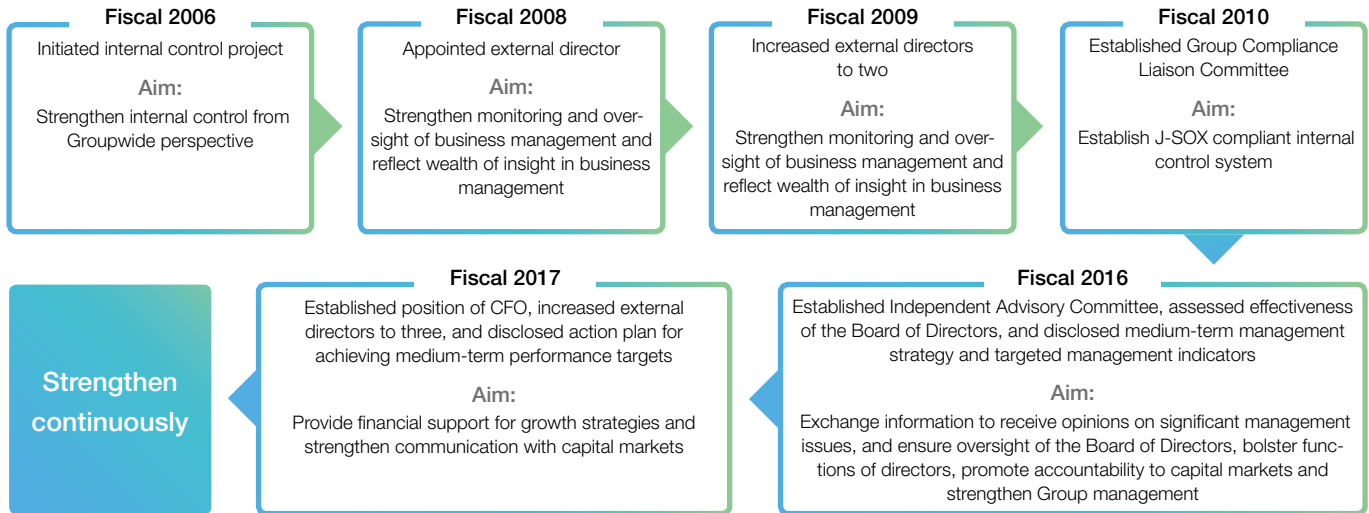 Fiscal 2006
Initiated internal control project
Aim:
Strengthen internal control from
Groupwide perspective
Fiscal 2008
Appointed external director
Aim:
Strengthen monitoring and over-
sight of business management and
reflect wealth of insight in business
management
Fiscal 2009
Increased external directors
to two
Aim:
Strengthen monitoring and over-
sight of business management and
reflect wealth of insight in business
management
Fiscal 2010
Established Group Compliance
Liaison Committee
Aim:
Establish J-SOX compliant internal
control system
Fiscal 2016
Established Independent Advisory Committee, assessed effectiveness
of the Board of Directors, and disclosed medium-term management
strategy and targeted management indicators
Aim:
Exchange information to receive opinions on significant management
issues, and ensure oversight of the Board of Directors, bolster func-
tions of directors, promote accountability to capital markets and
strengthen Group management
Fiscal 2017
Established position of CFO, increased external
directors to three, and disclosed action plan for
achieving medium-term performance targets
Aim:
Provide financial support for growth strategies and
strengthen communication with capital markets
Strengthen
continuously